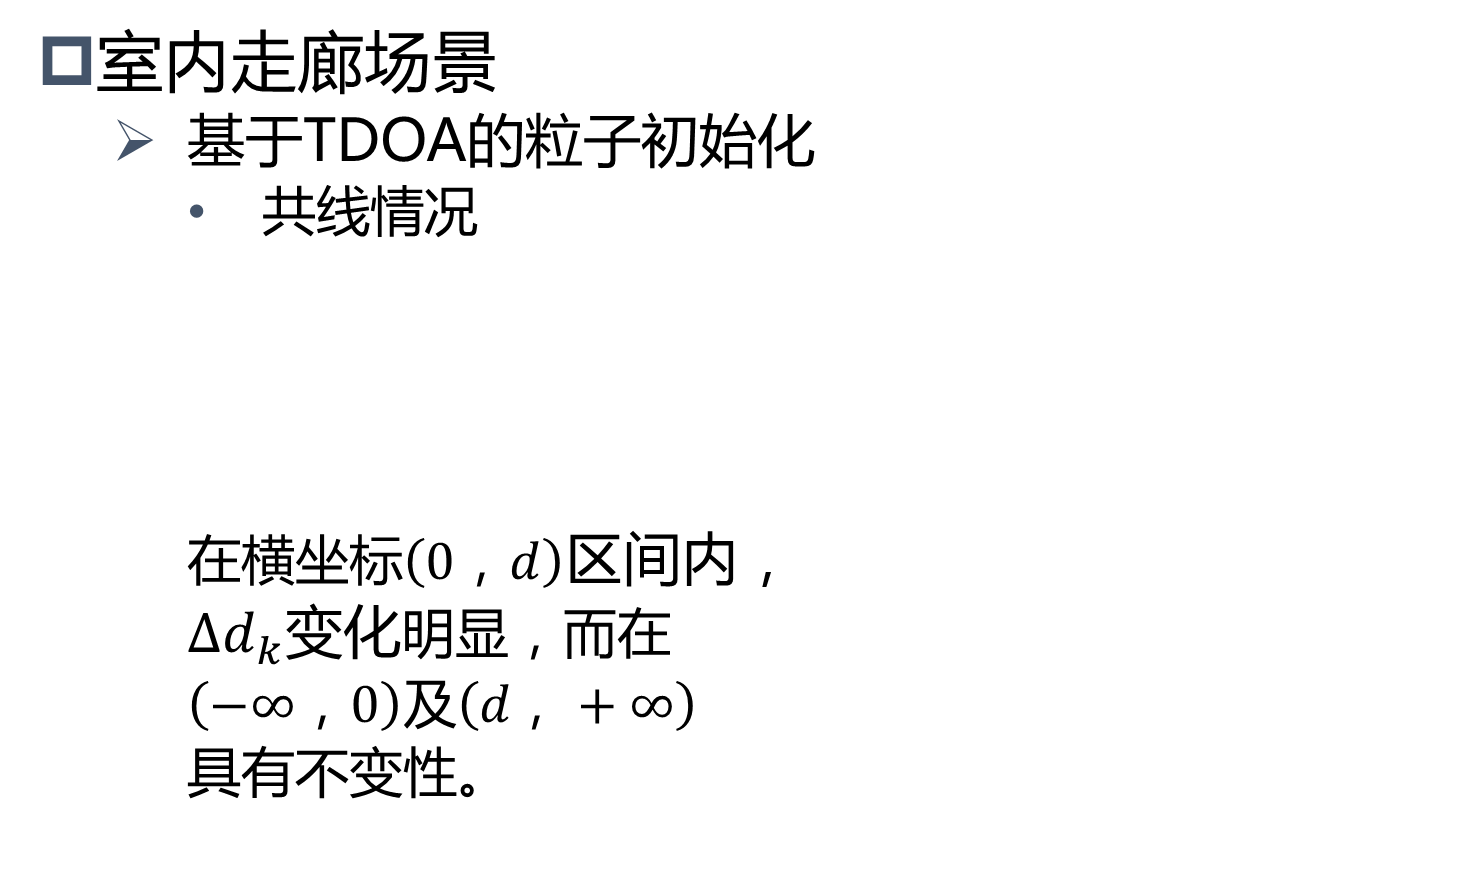 室内走廊场景
基于TDOA的粒子初始化
• 共线情况
在横坐标(0，d)区间内，
Δdₖ变化明显，而在
(−∞，0)及(d，+∞)
具有不变性。